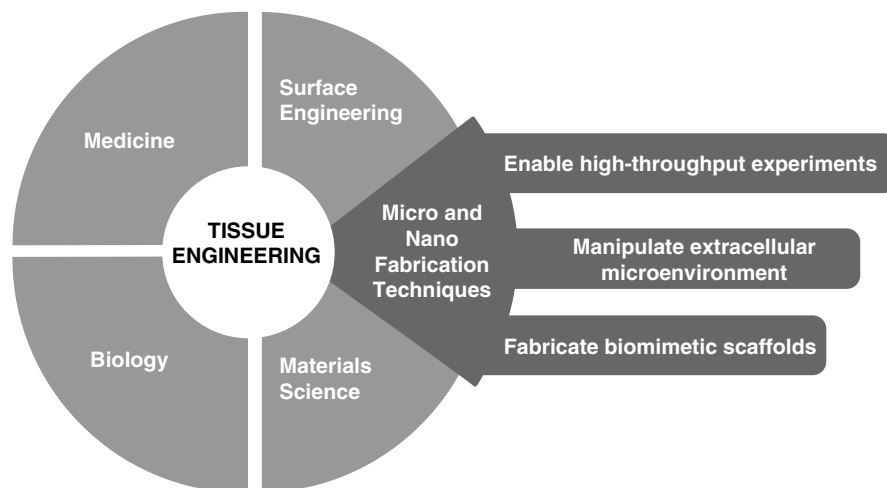 Medicine
Surface
Engineering
TISSUE
ENGINEERING
Biology
Materials
Science
Micro and
Nano
Fabrication
Techniques
Enable high-throughput experiments
Manipulate extracellular
microenvironment
Fabricate biomimetic scaffolds